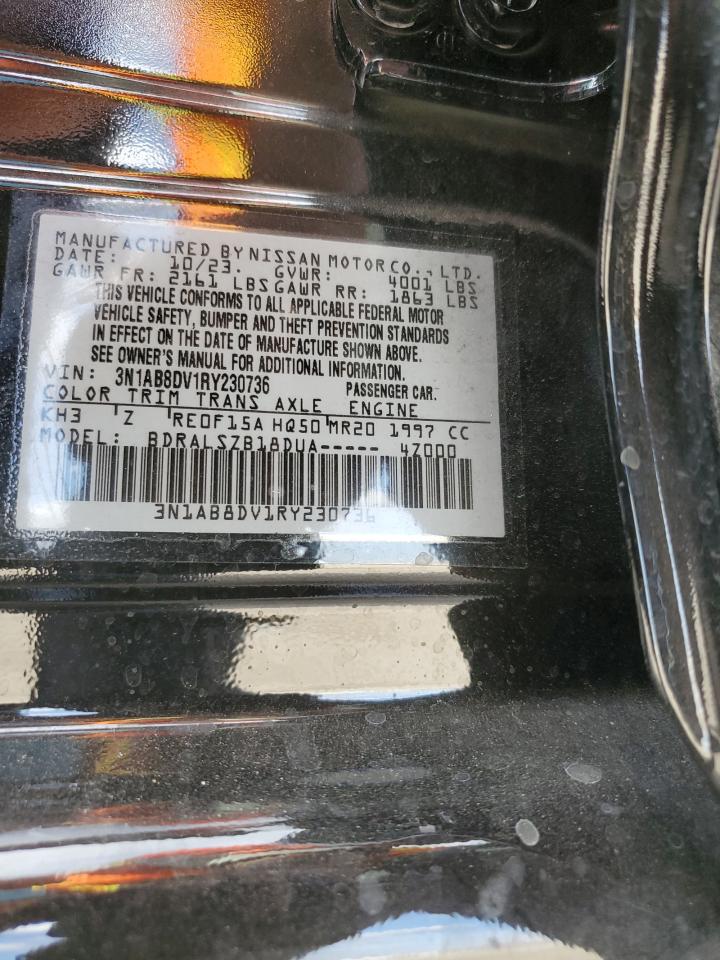 MANUFACTURED BY NISSAN MOTOR CO., LTD.
DATE: 10/23. GVWR: 4001 LBS
GAWR FR: 2161 LBS GAWR RR: 1863 LBS
THIS VEHICLE CONFORMS TO ALL APPLICABLE FEDERAL MOTOR
VEHICLE SAFETY, BUMPER AND THEFT PREVENTION STANDARDS
IN EFFECT ON THE DATE OF MANUFACTURE SHOWN ABOVE.
SEE OWNER'S MANUAL FOR ADDITIONAL INFORMATION.
VIN: 3N1AB8DV1RY230736 PASSENGER CAR.
COLOR TRIM TRANS AXLE ENGINE
KH3 Z RE0F15A HQ50 MR20 1997 CC
MODEL: BDRALSZB18DUA----- 4Z000
3N1AB8DV1RY230736